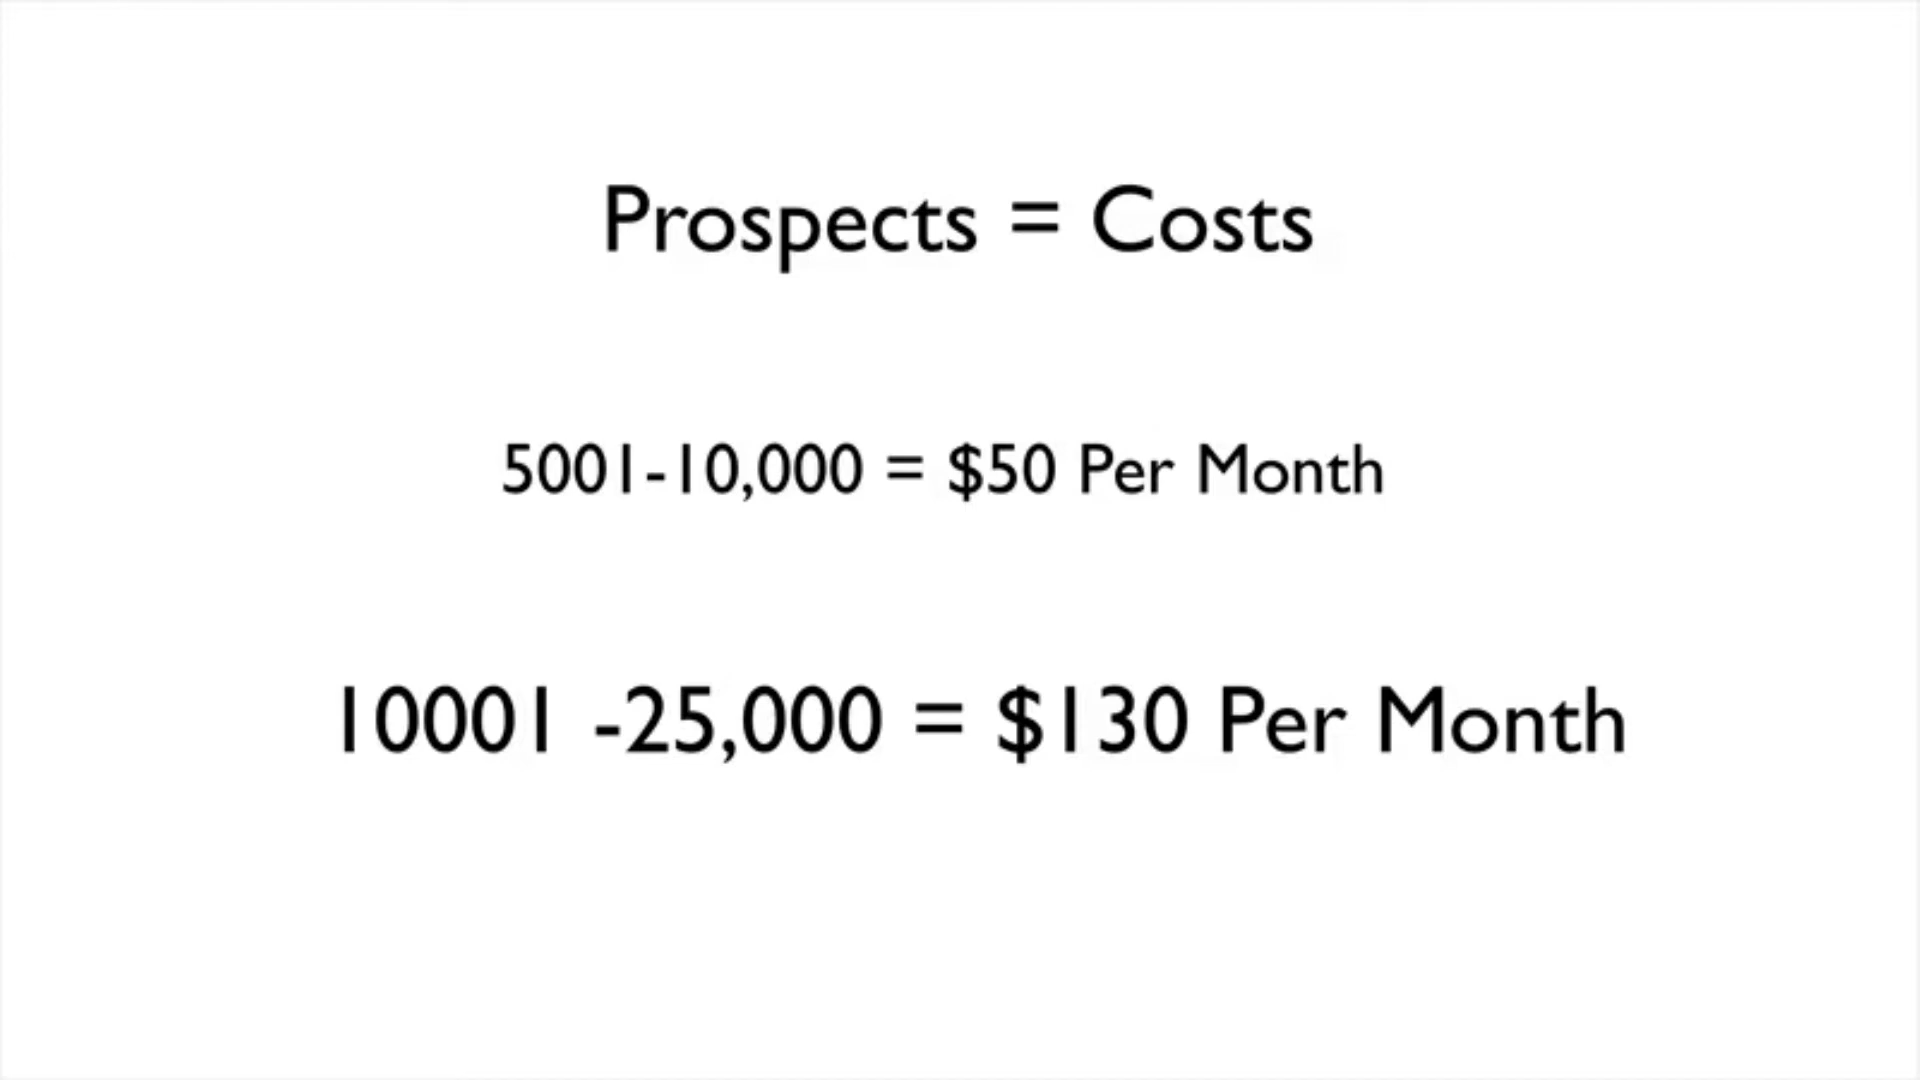 Prospects = Costs
5001-10,000 = $50 Per Month
10001 -25,000 = $130 Per Month